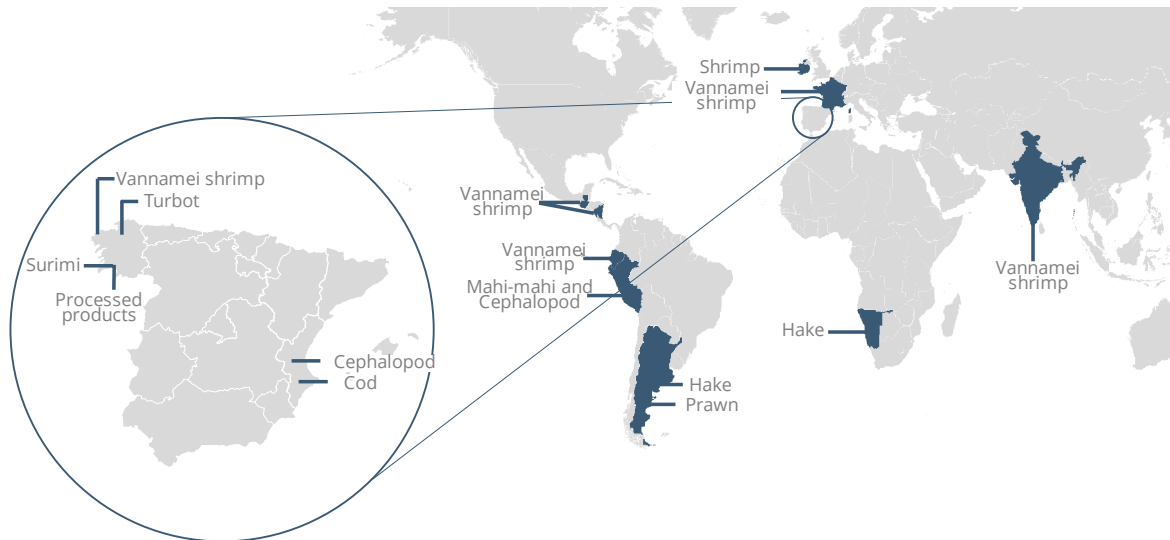 Shrimp
Vannamei
shrimp
Vannamei shrimp
Turbot
Surimi
Processed
products
Cephalopod
Cod
Vannamei
shrimp
Vannamei
shrimp
Mahi-mahi and
Cephalopod
Hake
Prawn
Hake
Vannamei
shrimp